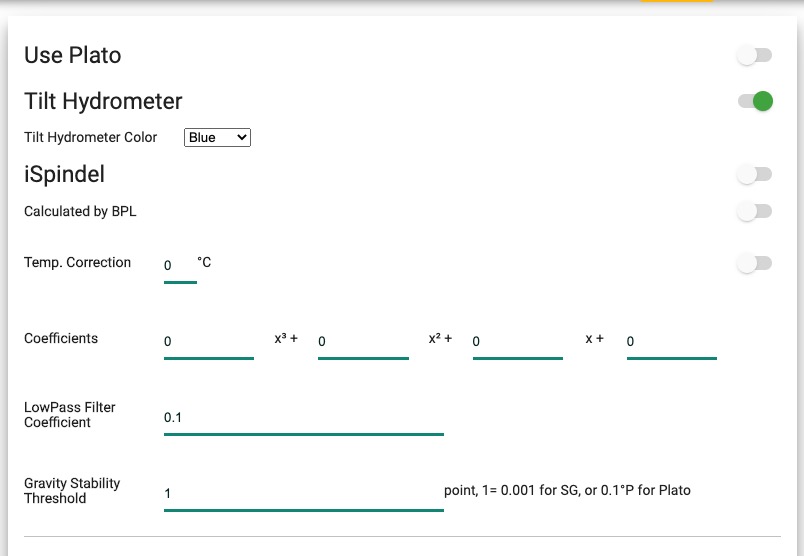 Use Plato
Tilt Hydrometer
Tilt Hydrometer Color Blue
iSpindel
Calculated by BPL
Temp. Correction 0 °C
Coefficients 0 x³ + 0 x² + 0 x + 0
LowPass Filter
Coefficient 0.1
Gravity Stability
Threshold 1 point, 1= 0.001 for SG, or 0.1°P for Plato